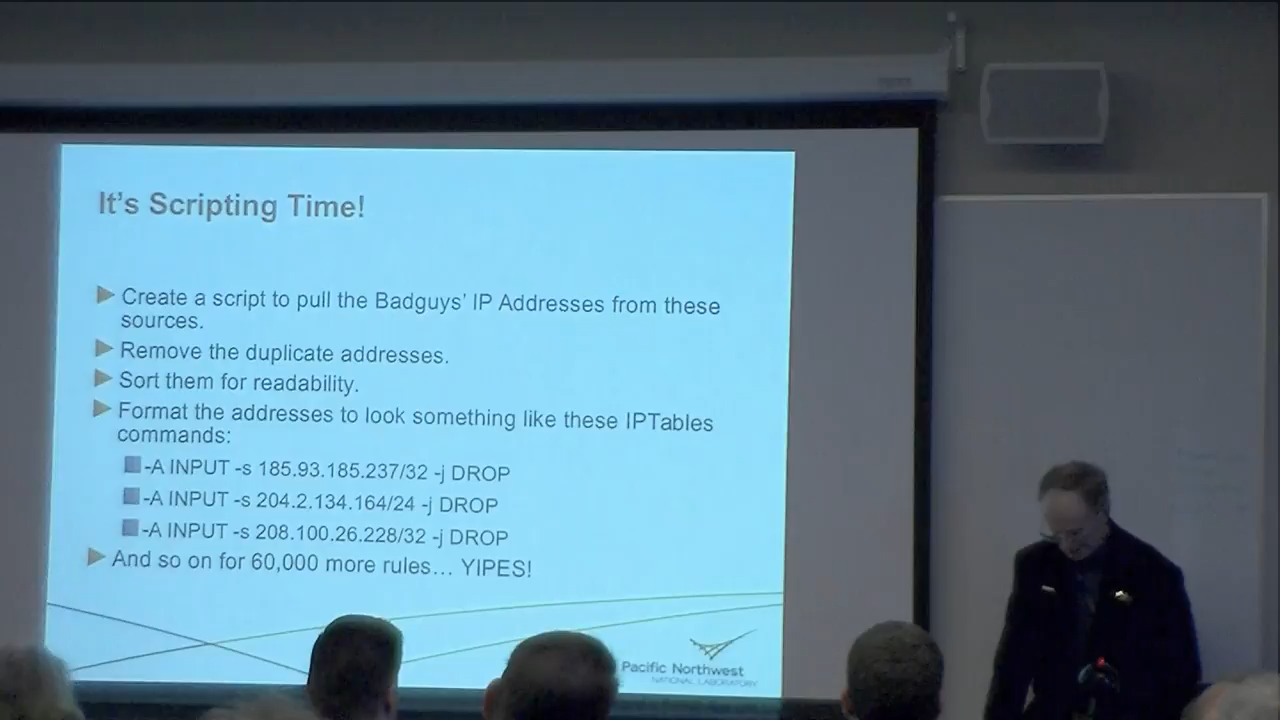 It's Scripting Time!
Create a script to pull the Badguys' IP Addresses from these
sources.
Remove the duplicate addresses.
Sort them for readability.
Format the addresses to look something like these IPTables
commands:
-A INPUT -s 185.93.185.237/32 -j DROP
-A INPUT -s 204.2.134.164/24 -j DROP
-A INPUT -s 208.100.26.228/32 -j DROP
And so on for 60,000 more rules... YIPES!
Pacific Northwest
NATIONAL LABORATORY